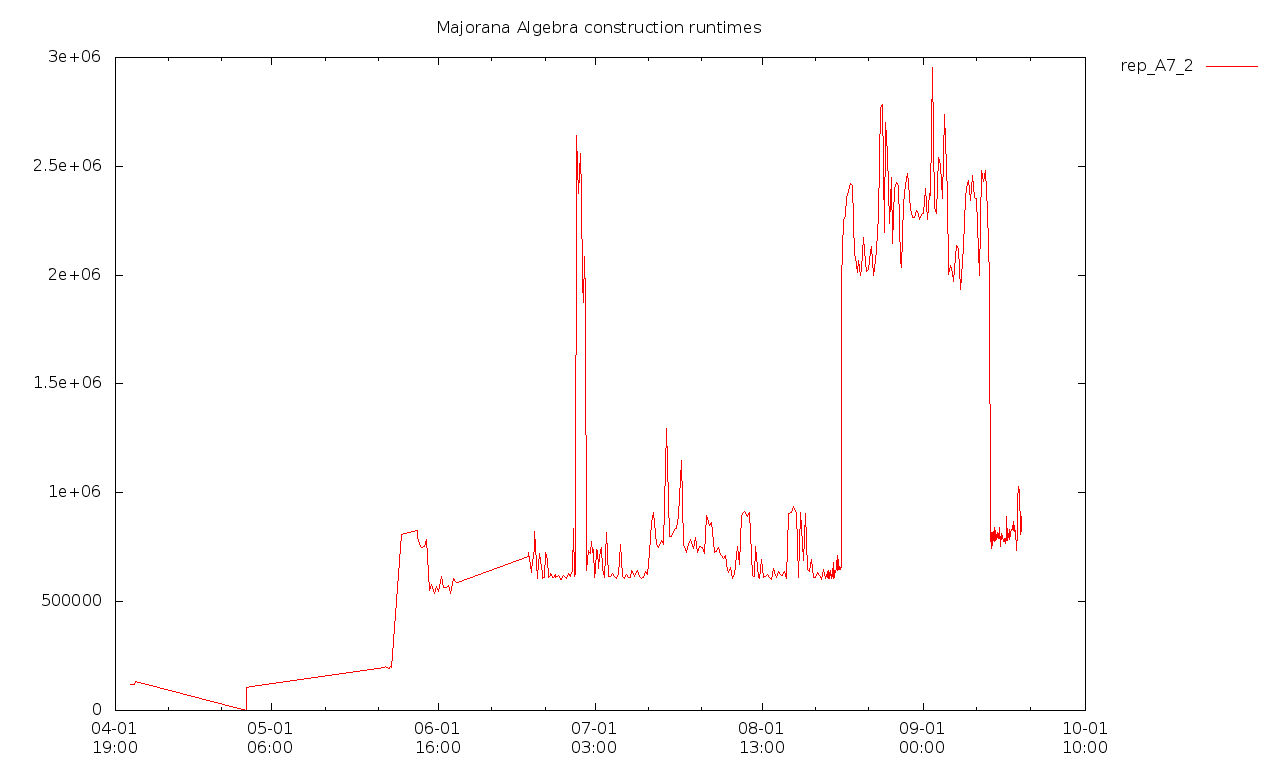 Majorana Algebra construction runtimes
rep_A7_2
3e+06
2.5e+06
2e+06
1.5e+06
1e+06
500000
0
04-01 05-01 06-01 07-01 08-01 09-01 10-01
19:00 06:00 16:00 03:00 13:00 00:00 10:00